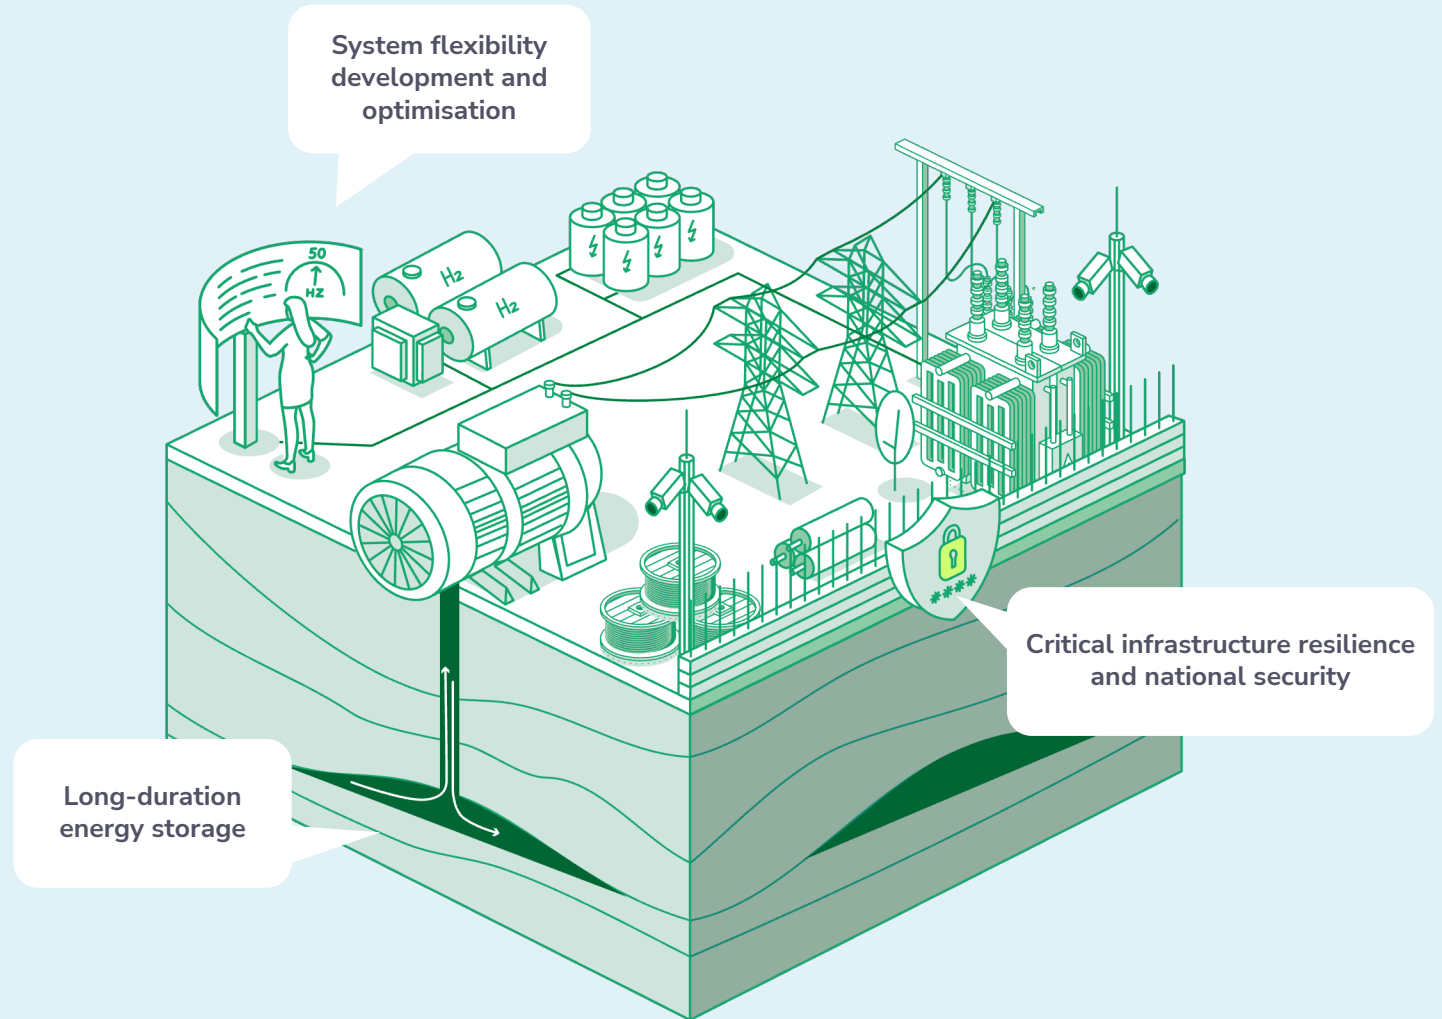 System flexibility
development and
optimisation
50
HZ
H2
H2
****
Critical infrastructure resilience
and national security
Long-duration
energy storage